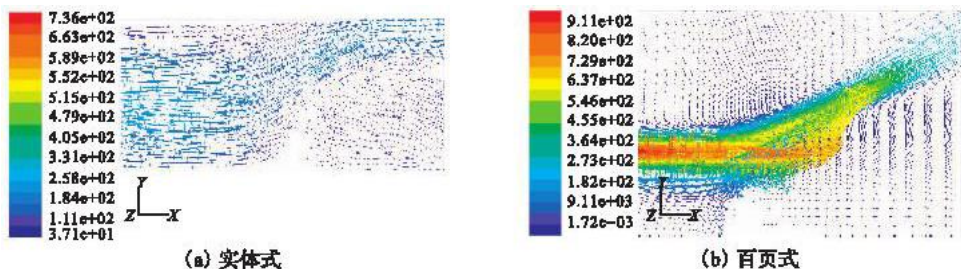 7.36e+02
6.63e+02
5.89e+02
5.52e+02
5.15e+02
4.79e+02
4.05e+02
3.31e+02
2.58e+02
1.84e+02
1.11e+02
3.71e+01
Y
Z X
(a) 实体式
9.11e+02
8.20e+02
7.29e+02
6.37e+02
5.46e+02
4.55e+02
3.64e+02
2.73e+02
1.82e+02
9.11e+03
1.72e-03
Y
Z X
(b) 百页式